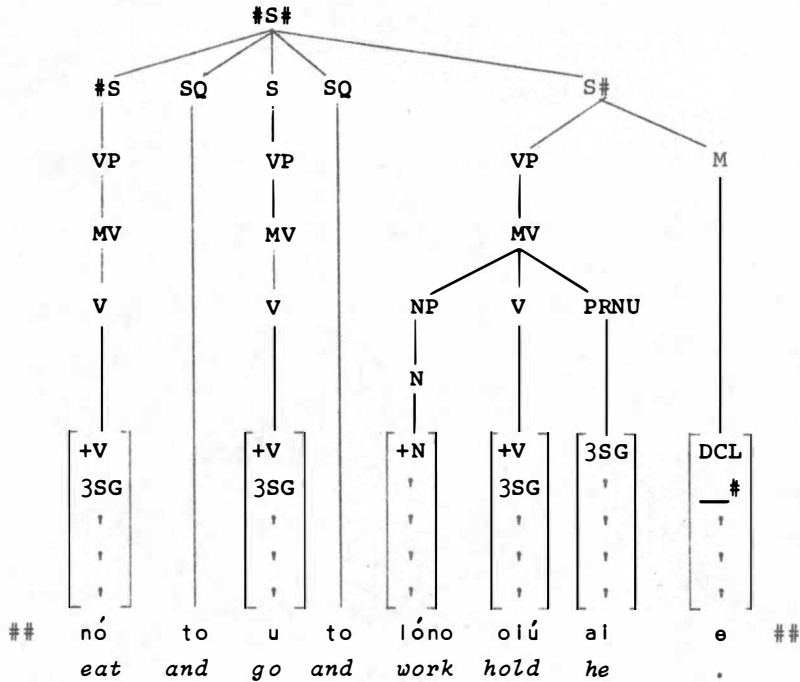 #S#
#S SQ S SQ S#
VP VP VP M
MV MV MV
V V NP V PRNU
N
+V +V +N +V 3SG DCL
3SG 3SG ' 3SG ' __#
' ' ' ' ' '
' ' ' ' ' '
' ' ' ' ' '
## nó to u to lóno oiú ai e ##
eat and go and work hold he .